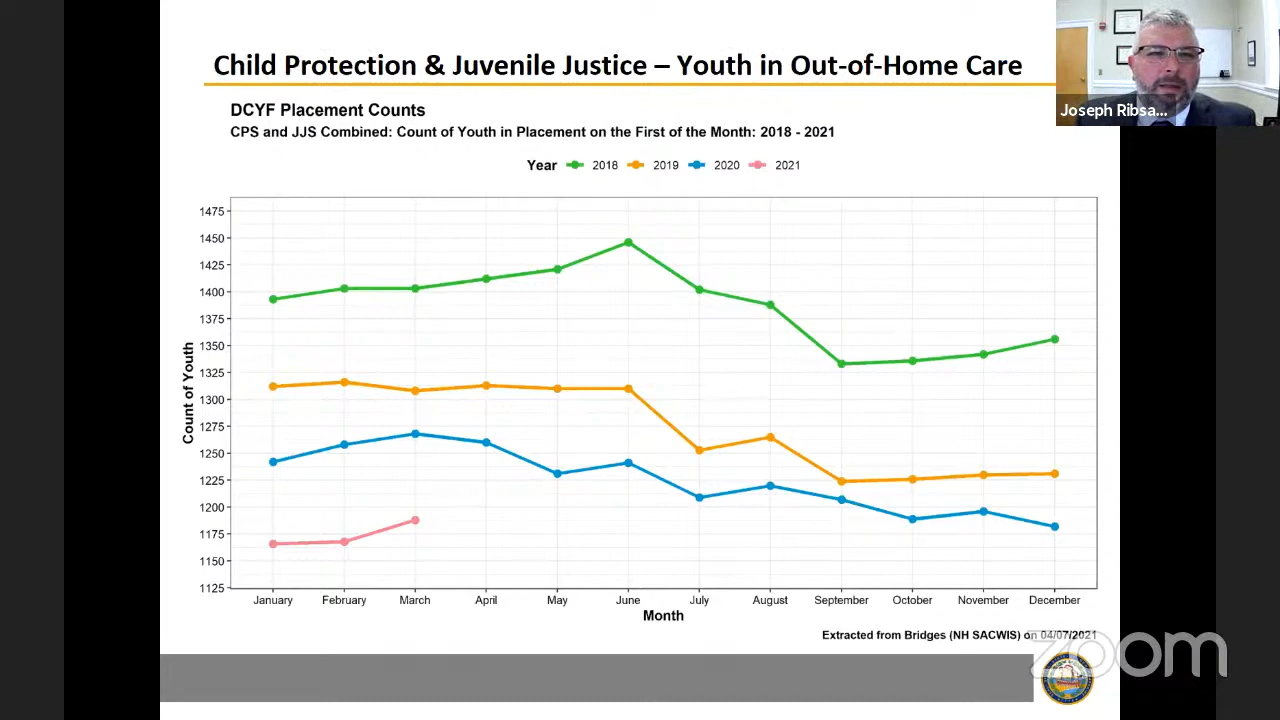 Child Protection & Juvenile Justice – Youth in Out-of-Home Care
Joseph Ribsa...
DCYF Placement Counts
CPS and JJS Combined: Count of Youth in Placement on the First of the Month: 2018 - 2021
Year 2018 2019 2020 2021
1475
1450
1425
1400
1375
1350
1325
1300
1275
1250
1225
1200
1175
1150
1125
Count of Youth
January February March April May June July August September October November December
Month
Extracted from Bridges (NH SACWIS) on 04/07/2021
zoom